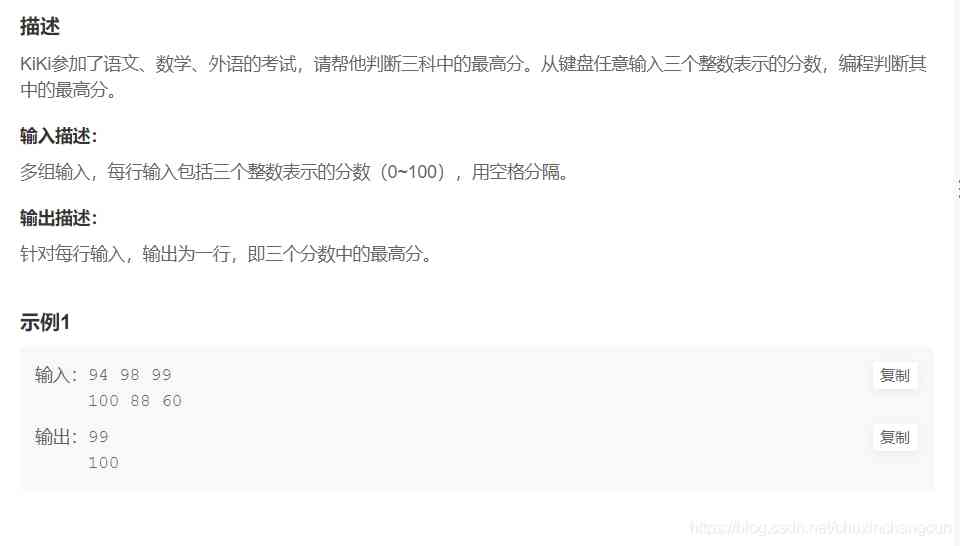 描述
KiKi参加了语文、数学、外语的考试，请帮他判断三科中的最高分。从键盘任意输入三个整数表示的分数，编程判断其
中的最高分。
输入描述：
多组输入，每行输入包括三个整数表示的分数（0~100），用空格分隔。
输出描述：
针对每行输入，输出为一行，即三个分数中的最高分。
示例1
输入：94 98 99 复制
100 88 60
输出：99 复制
100